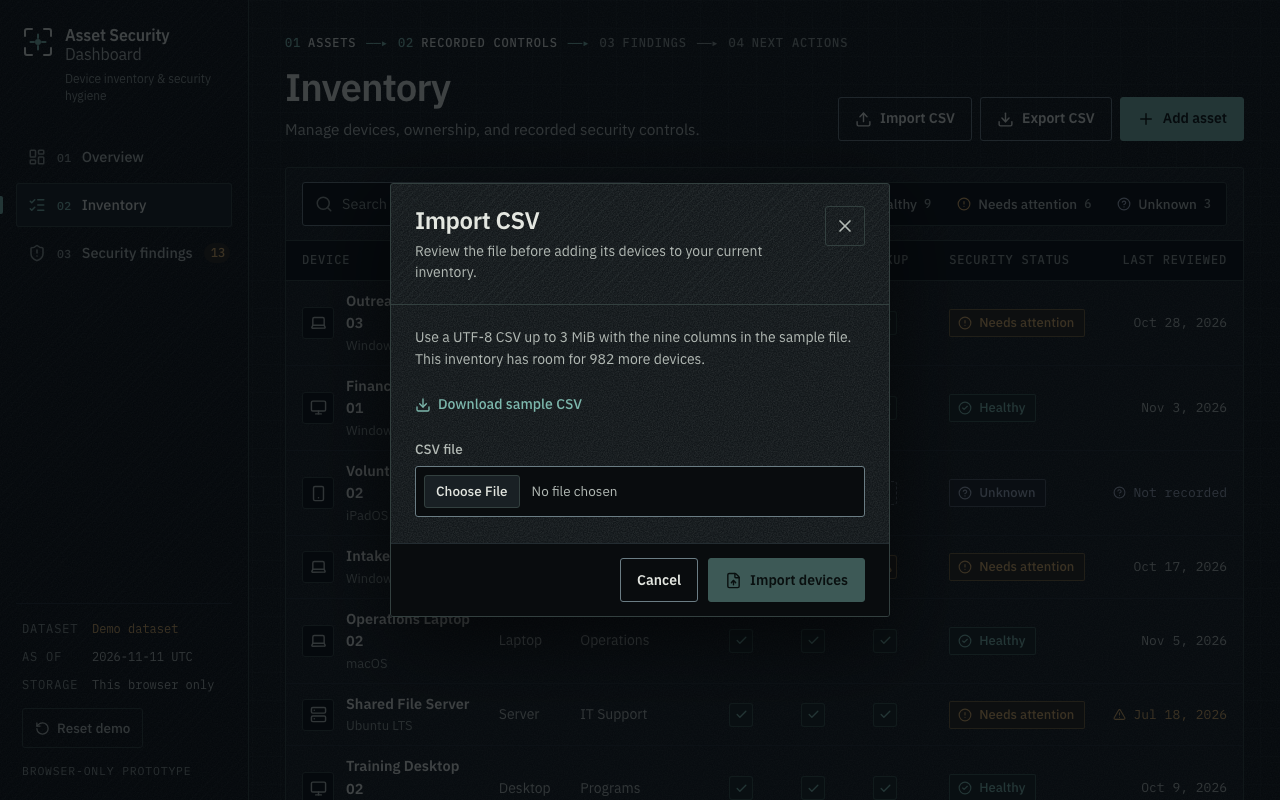 Asset Security
Dashboard
Device inventory & security
hygiene
01 Overview
02 Inventory
03 Security findings 13
DATASET Demo dataset
AS OF 2026-11-11 UTC
STORAGE This browser only
Reset demo
BROWSER-ONLY PROTOTYPE
01 ASSETS 02 RECORDED CONTROLS 03 FINDINGS 04 NEXT ACTIONS
Inventory
Manage devices, ownership, and recorded security controls.
Import CSV Export CSV Add asset
Search
9 Needs attention 6 Unknown 3
DEVICE SECURITY STATUS LAST REVIEWED
03
Needs attention Oct 28, 2026
01
Healthy Nov 3, 2026
02
iPadOS
Unknown Not recorded
Intake
Needs attention Oct 17, 2026
Operations Laptop
02
macOS
Laptop Operations Healthy Nov 5, 2026
Shared File Server
Ubuntu LTS
Server IT Support Needs attention Jul 18, 2026
Training Desktop
02
Desktop Programs Healthy Oct 9, 2026
Import CSV
Review the file before adding its devices to your current
inventory.
Use a UTF-8 CSV up to 3 MiB with the nine columns in the sample file.
This inventory has room for 982 more devices.
Download sample CSV
CSV file
Choose File No file chosen
Cancel Import devices